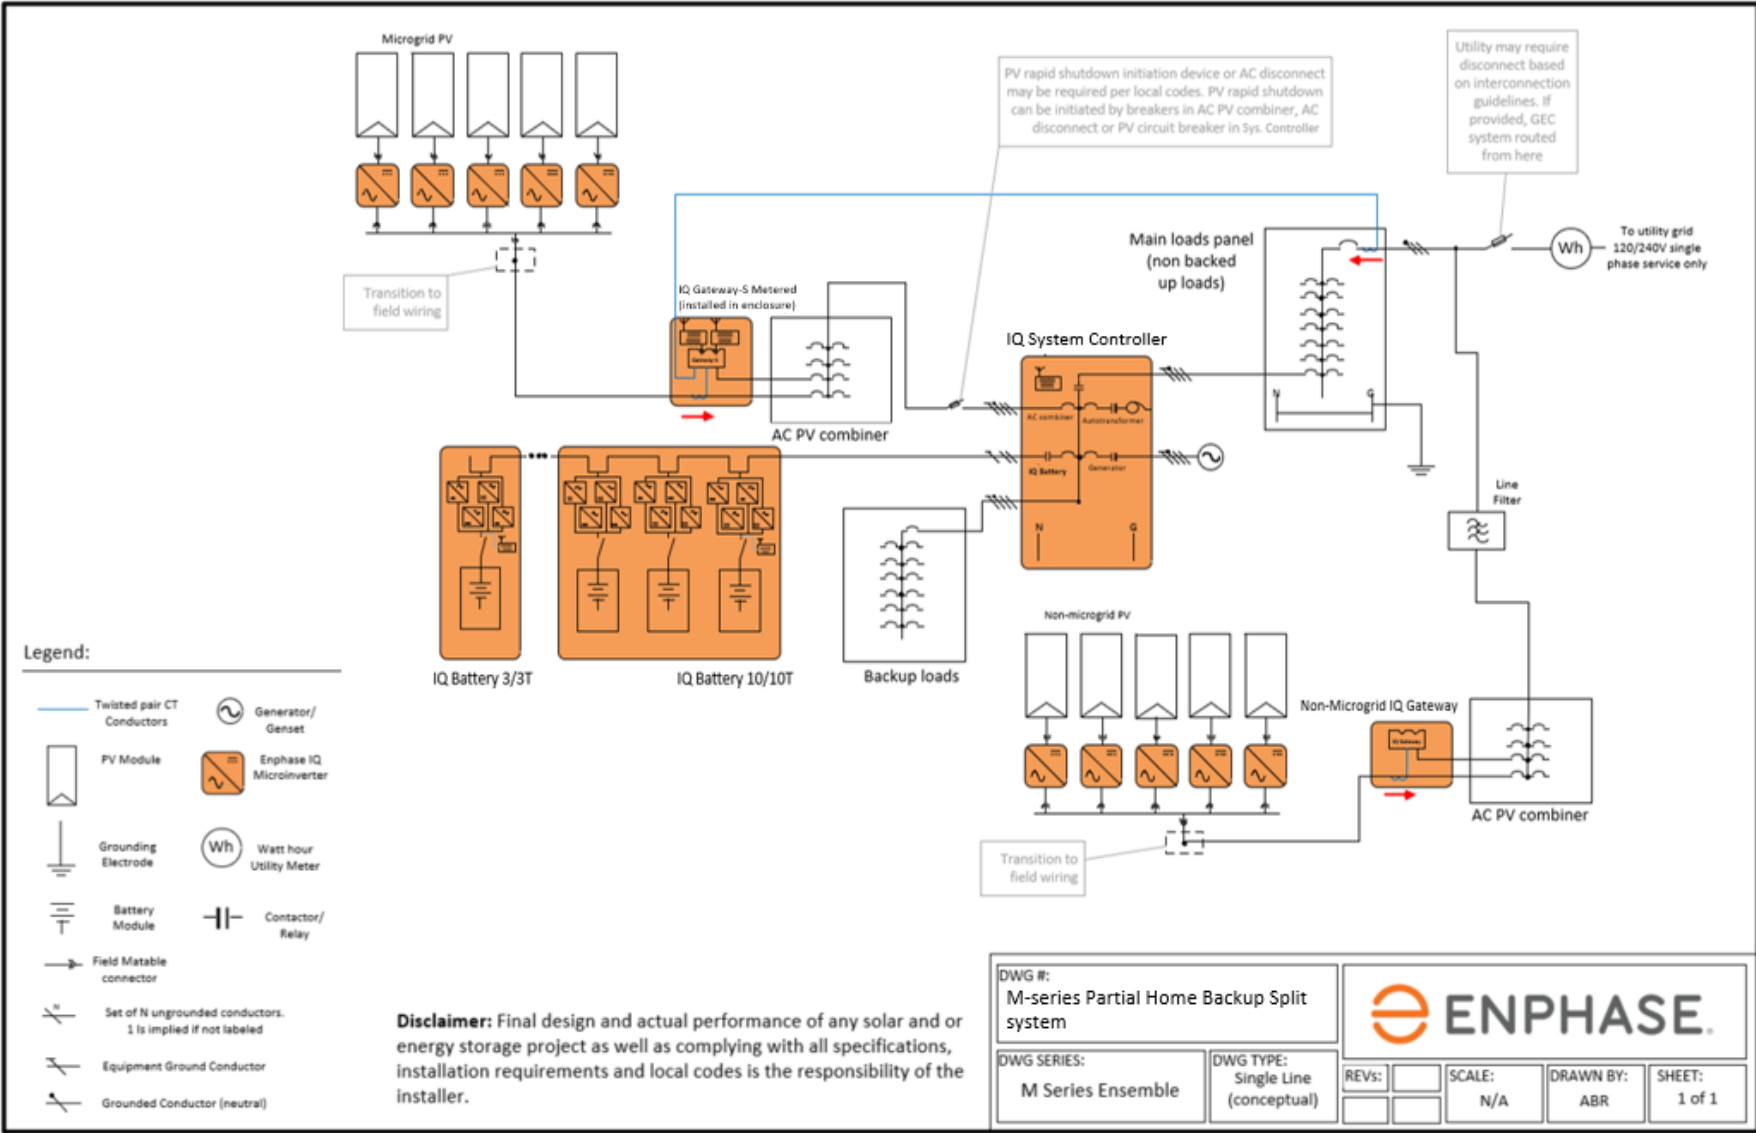 Microgrid PV
PV rapid shutdown initiation device or AC disconnect
may be required per local codes. PV rapid shutdown
can be initiated by breakers in AC PV combiner, AC
disconnect or PV circuit breaker in Sys. Controller
Utility may require
disconnect based
on interconnection
guidelines. If
provided, GEC
system routed
from here
Transition to
field wiring
Main loads panel
(non backed
up loads)
Wh
To utility grid
120/240V single
phase service only
IQ Gateway-S Metered
(installed in enclosure)
Gateway-S
AC PV combiner
IQ System Controller
AC combiner
Autotransformer
IQ Battery
Generator
N
G
N
G
Line
Filter
IQ Battery 3/3T
IQ Battery 10/10T
Backup loads
Non-microgrid PV
Non-Microgrid IQ Gateway
IQ Gateway
AC PV combiner
Transition to
field wiring
Legend:
Twisted pair CT
Conductors
Generator/
Genset
PV Module
Enphase IQ
Microinverter
Grounding
Electrode
Wh
Watt hour
Utility Meter
Battery
Module
Contactor/
Relay
Field Matable
connector
N
Set of N ungrounded conductors.
1 Is implied if not labeled
Equipment Ground Conductor
Grounded Conductor (neutral)
Disclaimer: Final design and actual performance of any solar and or
energy storage project as well as complying with all specifications,
installation requirements and local codes is the responsibility of the
installer.
DWG #:
M-series Partial Home Backup Split
system
DWG SERIES:
M Series Ensemble
DWG TYPE:
Single Line
(conceptual)
ENPHASE.
REVs:
SCALE:
N/A
DRAWN BY:
ABR
SHEET:
1 of 1